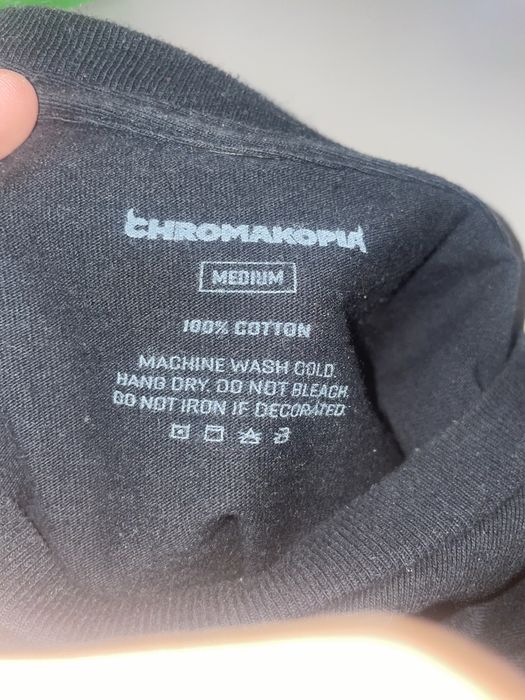 CHROMAKOPIA
MEDIUM
100% COTTON
MACHINE WASH COLD.
HANG DRY. DO NOT BLEACH.
DO NOT IRON IF DECORATED.